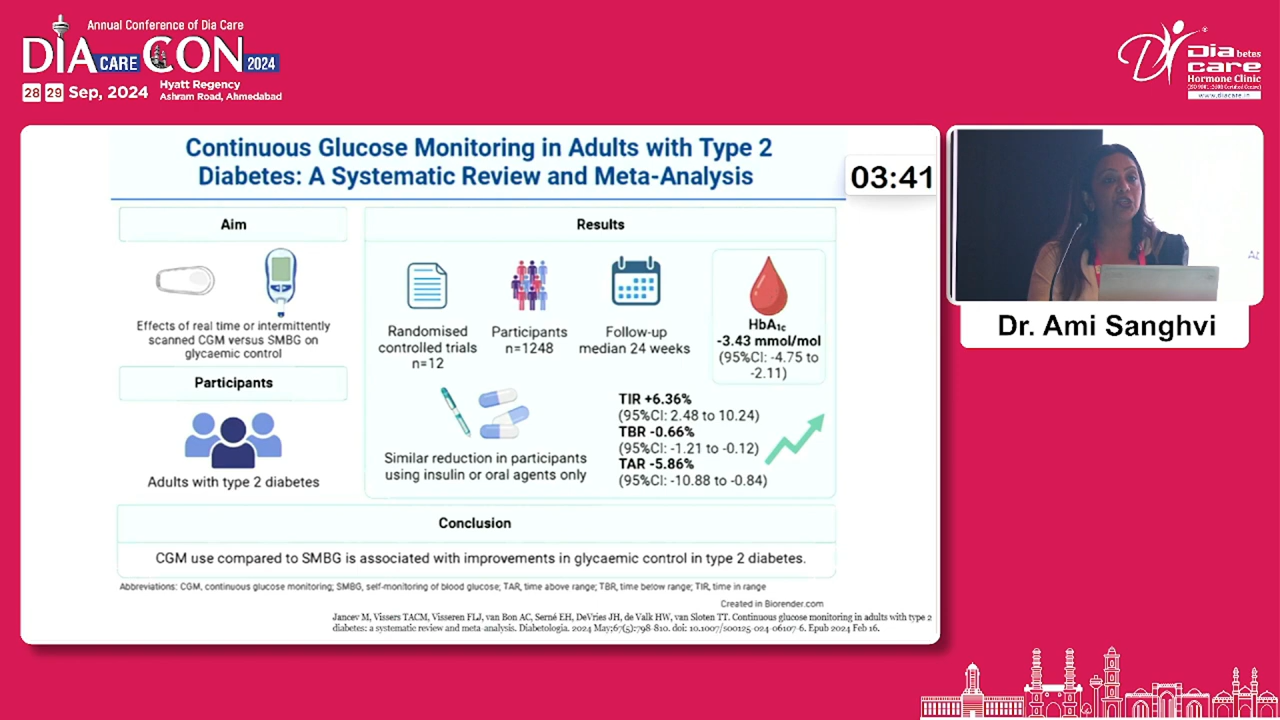 Annual Conference of Dia Care
DIA CARE CON 2024
28 29 Sep, 2024
Hyatt Regency
Ashram Road, Ahmedabad
Diabetes
care
Hormone Clinic
www.diacare.in
Continuous Glucose Monitoring in Adults with Type 2
Diabetes: A Systematic Review and Meta-Analysis
03:41
Aim
Effects of real time or intermittently
scanned CGM versus SMBG on
glycaemic control
Participants
Adults with type 2 diabetes
Results
Randomised
controlled trials
n=12
Participants
n=1248
Follow-up
median 24 weeks
HbA1c
-3.43 mmol/mol
(95%CI: -4.75 to
-2.11)
Similar reduction in participants
using insulin or oral agents only
TIR +6.36%
(95%CI: 2.48 to 10.24)
TBR -0.66%
(95%CI: -1.21 to -0.12)
TAR -5.86%
(95%CI: -10.88 to -0.84)
Conclusion
CGM use compared to SMBG is associated with improvements in glycaemic control in type 2 diabetes.
Abbreviations: CGM, continuous glucose monitoring; SMBG, self-monitoring of blood glucose; TAR, time above range; TBR, time below range; TIR, time in range
Created in Biorender.com
Jancev M, Vissers TACM, Visseren FLJ, van Bon AC, Serné EH, DeVries JH, de Valk HW, van Sloten TT. Continuous glucose monitoring in adults with type 2
diabetes: a systematic review and meta-analysis. Diabetologia. 2024 May;67(5):798-810. doi: 10.1007/s00125-024-06107-6. Epub 2024 Feb 16.
Dr. Ami Sanghvi